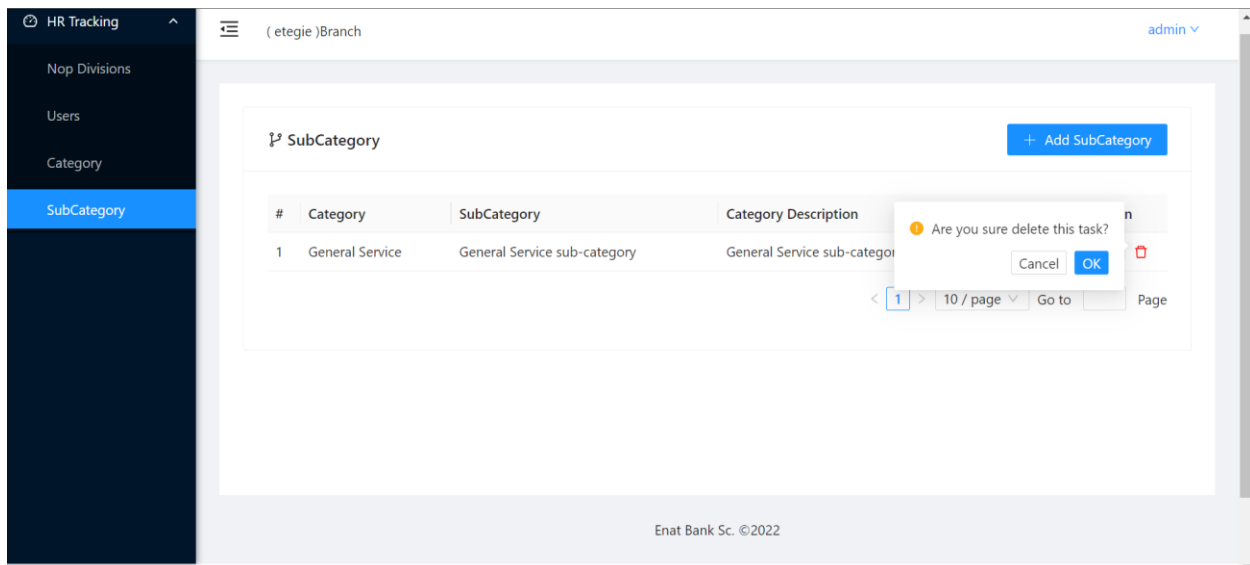 HR Tracking
( etegie )Branch
admin
Nop Divisions
Users
Category
SubCategory
SubCategory
+ Add SubCategory
# Category SubCategory Category Description
Are you sure delete this task?
1 General Service General Service sub-category General Service
Cancel OK
< 1 > 10 / page Go to Page
Enat Bank Sc. ©2022